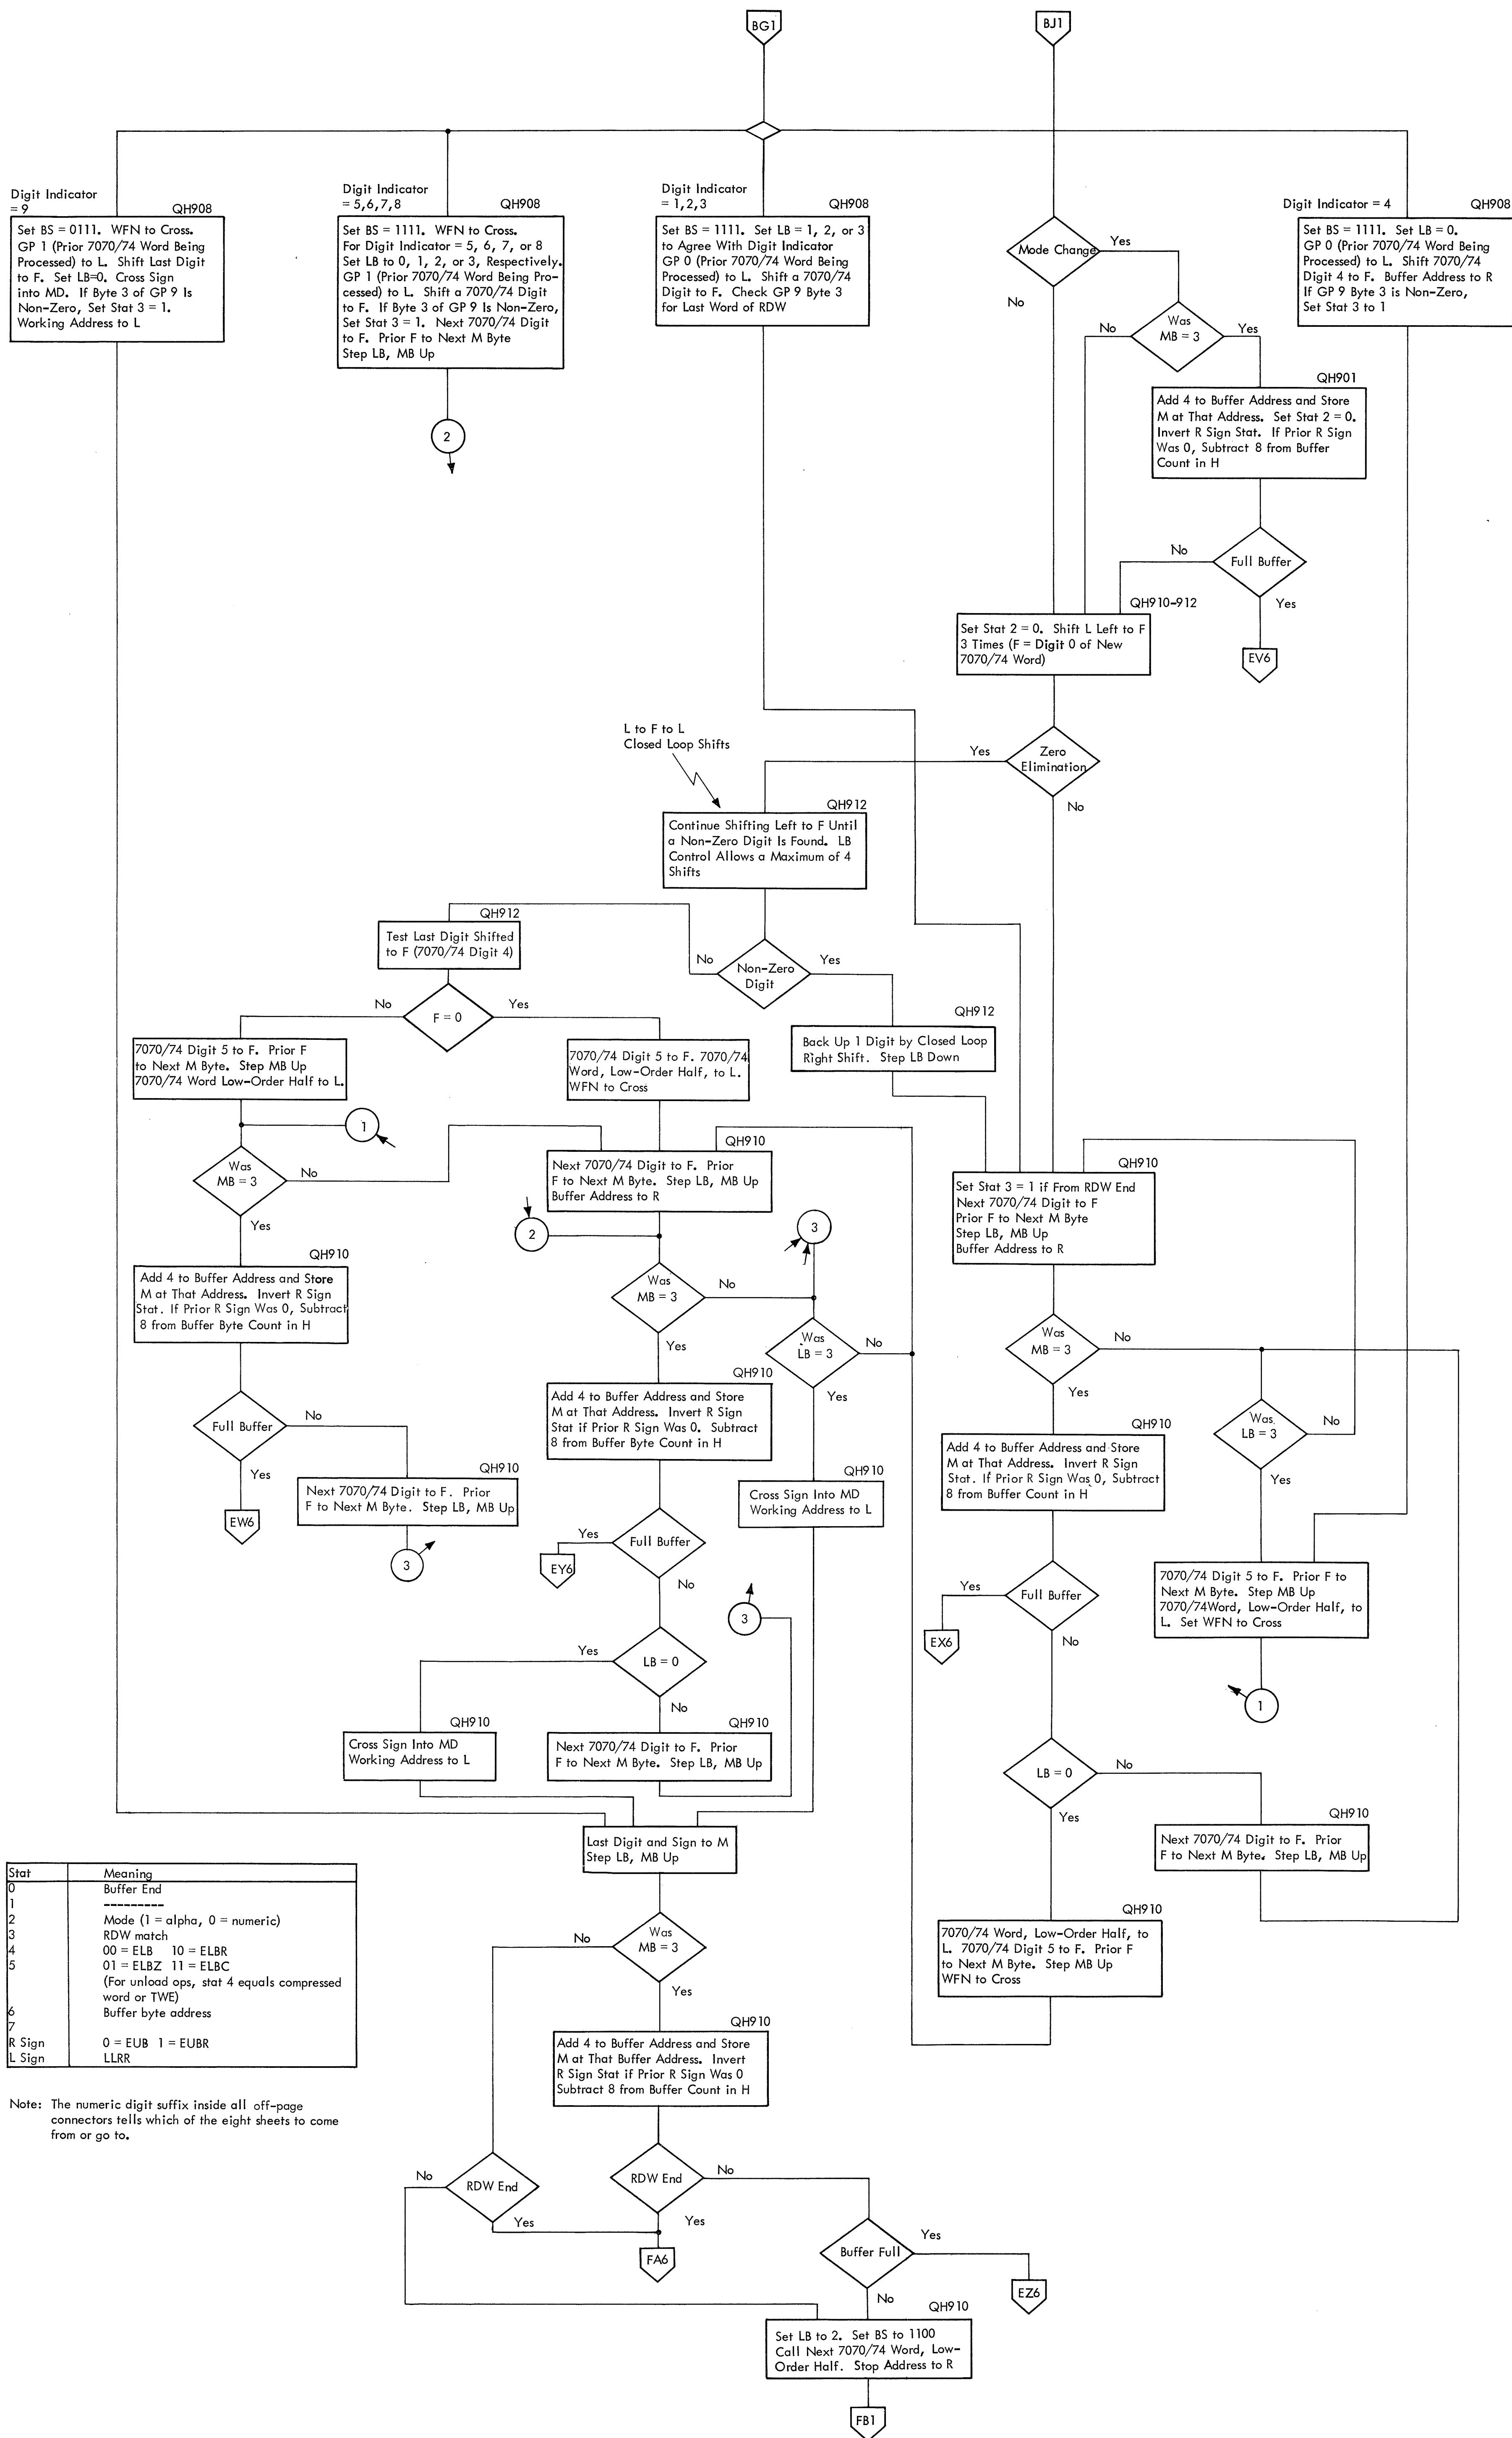 BG1
BJ1
Digit Indicator
= 9
QH908
Set BS = 0111. WFN to Cross.
GP 1 (Prior 7070/74 Word Being
Processed) to L. Shift Last Digit
to F. Set LB=0. Cross Sign
into MD. If Byte 3 of GP 9 Is
Non-Zero, Set Stat 3 = 1.
Working Address to L
Digit Indicator
= 5,6,7,8
QH908
Set BS = 1111. WFN to Cross.
For Digit Indicator = 5, 6, 7, or 8
Set LB to 0, 1, 2, or 3, Respectively.
GP 1 (Prior 7070/74 Word Being Pro-
cessed) to L. Shift a 7070/74 Digit
to F. If Byte 3 of GP 9 Is Non-Zero,
Set Stat 3 = 1. Next 7070/74 Digit
to F. Prior F to Next M Byte
Step LB, MB Up
2
Digit Indicator
= 1,2,3
QH908
Set BS = 1111. Set LB = 1, 2, or 3
to Agree With Digit Indicator
GP 0 (Prior 7070/74 Word Being
Processed) to L. Shift a 7070/74
Digit to F. Check GP 9 Byte 3
for Last Word of RDW
Mode Change
Yes
No
Digit Indicator = 4
QH908
Set BS = 1111. Set LB = 0.
GP 0 (Prior 7070/74 Word Being
Processed) to L. Shift 7070/74
Digit 4 to F. Buffer Address to R
If GP 9 Byte 3 is Non-Zero,
Set Stat 3 to 1
No
Was
MB = 3
Yes
QH901
Add 4 to Buffer Address and Store
M at That Address. Set Stat 2 = 0.
Invert R Sign Stat. If Prior R Sign
Was 0, Subtract 8 from Buffer
Count in H
No
Full Buffer
Yes
EV6
QH910-912
Set Stat 2 = 0. Shift L Left to F
3 Times (F = Digit 0 of New
7070/74 Word)
L to F to L
Closed Loop Shifts
Yes
Zero
Elimination
No
QH912
Continue Shifting Left to F Until
a Non-Zero Digit Is Found. LB
Control Allows a Maximum of 4
Shifts
QH912
Test Last Digit Shifted
to F (7070/74 Digit 4)
No
Non-Zero
Digit
Yes
No
F = 0
Yes
QH912
Back Up 1 Digit by Closed Loop
Right Shift. Step LB Down
7070/74 Digit 5 to F. Prior F
to Next M Byte. Step MB Up
7070/74 Word Low-Order Half to L.
7070/74 Digit 5 to F. 7070/74
Word, Low-Order Half, to L.
WFN to Cross
1
Was
MB = 3
No
Yes
QH910
Next 7070/74 Digit to F. Prior
F to Next M Byte. Step LB, MB Up
Buffer Address to R
QH910
Set Stat 3 = 1 if From RDW End
Next 7070/74 Digit to F
Prior F to Next M Byte
Step LB, MB Up
Buffer Address to R
2
3
QH910
Add 4 to Buffer Address and Store
M at That Address. Invert R Sign
Stat. If Prior R Sign Was 0, Subtract
8 from Buffer Byte Count in H
Was
MB = 3
No
Yes
Was
LB = 3
No
Yes
Was
MB = 3
No
Yes
QH910
Add 4 to Buffer Address and Store
M at That Address. Invert R Sign
Stat if Prior R Sign Was 0. Subtract
8 from Buffer Byte Count in H
Full Buffer
No
Yes
EW6
QH910
Next 7070/74 Digit to F. Prior
F to Next M Byte. Step LB, MB Up
3
QH910
Cross Sign Into MD
Working Address to L
QH910
Add 4 to Buffer Address and Store
M at That Address. Invert R Sign
Stat. If Prior R Sign Was 0, Subtract
8 from Buffer Count in H
Was
LB = 3
No
Yes
Yes
Full Buffer
No
EY6
3
Yes
Full Buffer
No
EX6
7070/74 Digit 5 to F. Prior F to
Next M Byte. Step MB Up
7070/74Word, Low-Order Half, to
L. Set WFN to Cross
1
Yes
LB = 0
No
QH910
Cross Sign Into MD
Working Address to L
QH910
Next 7070/74 Digit to F. Prior
F to Next M Byte. Step LB, MB Up
LB = 0
No
Yes
QH910
Next 7070/74 Digit to F. Prior
F to Next M Byte. Step LB, MB Up
Last Digit and Sign to M
Step LB, MB Up
QH910
7070/74 Word, Low-Order Half, to
L. 7070/74 Digit 5 to F. Prior F
to Next M Byte. Step MB Up
WFN to Cross
Stat Meaning
0 Buffer End
1 ---------
2 Mode (1 = alpha, 0 = numeric)
3 RDW match
4 00 = ELB 10 = ELBR
5 01 = ELBZ 11 = ELBC
(For unload ops, stat 4 equals compressed
word or TWE)
6 Buffer byte address
7
R Sign 0 = EUB 1 = EUBR
L Sign LLRR
Note: The numeric digit suffix inside all off-page
connectors tells which of the eight sheets to come
from or go to.
No
Was
MB = 3
Yes
QH910
Add 4 to Buffer Address and Store
M at That Buffer Address. Invert
R Sign Stat if Prior R Sign Was 0
Subtract 8 from Buffer Count in H
No
RDW End
Yes
RDW End
No
Yes
FA6
Buffer Full
Yes
No
EZ6
QH910
Set LB to 2. Set BS to 1100
Call Next 7070/74 Word, Low-
Order Half. Stop Address to R
FB1